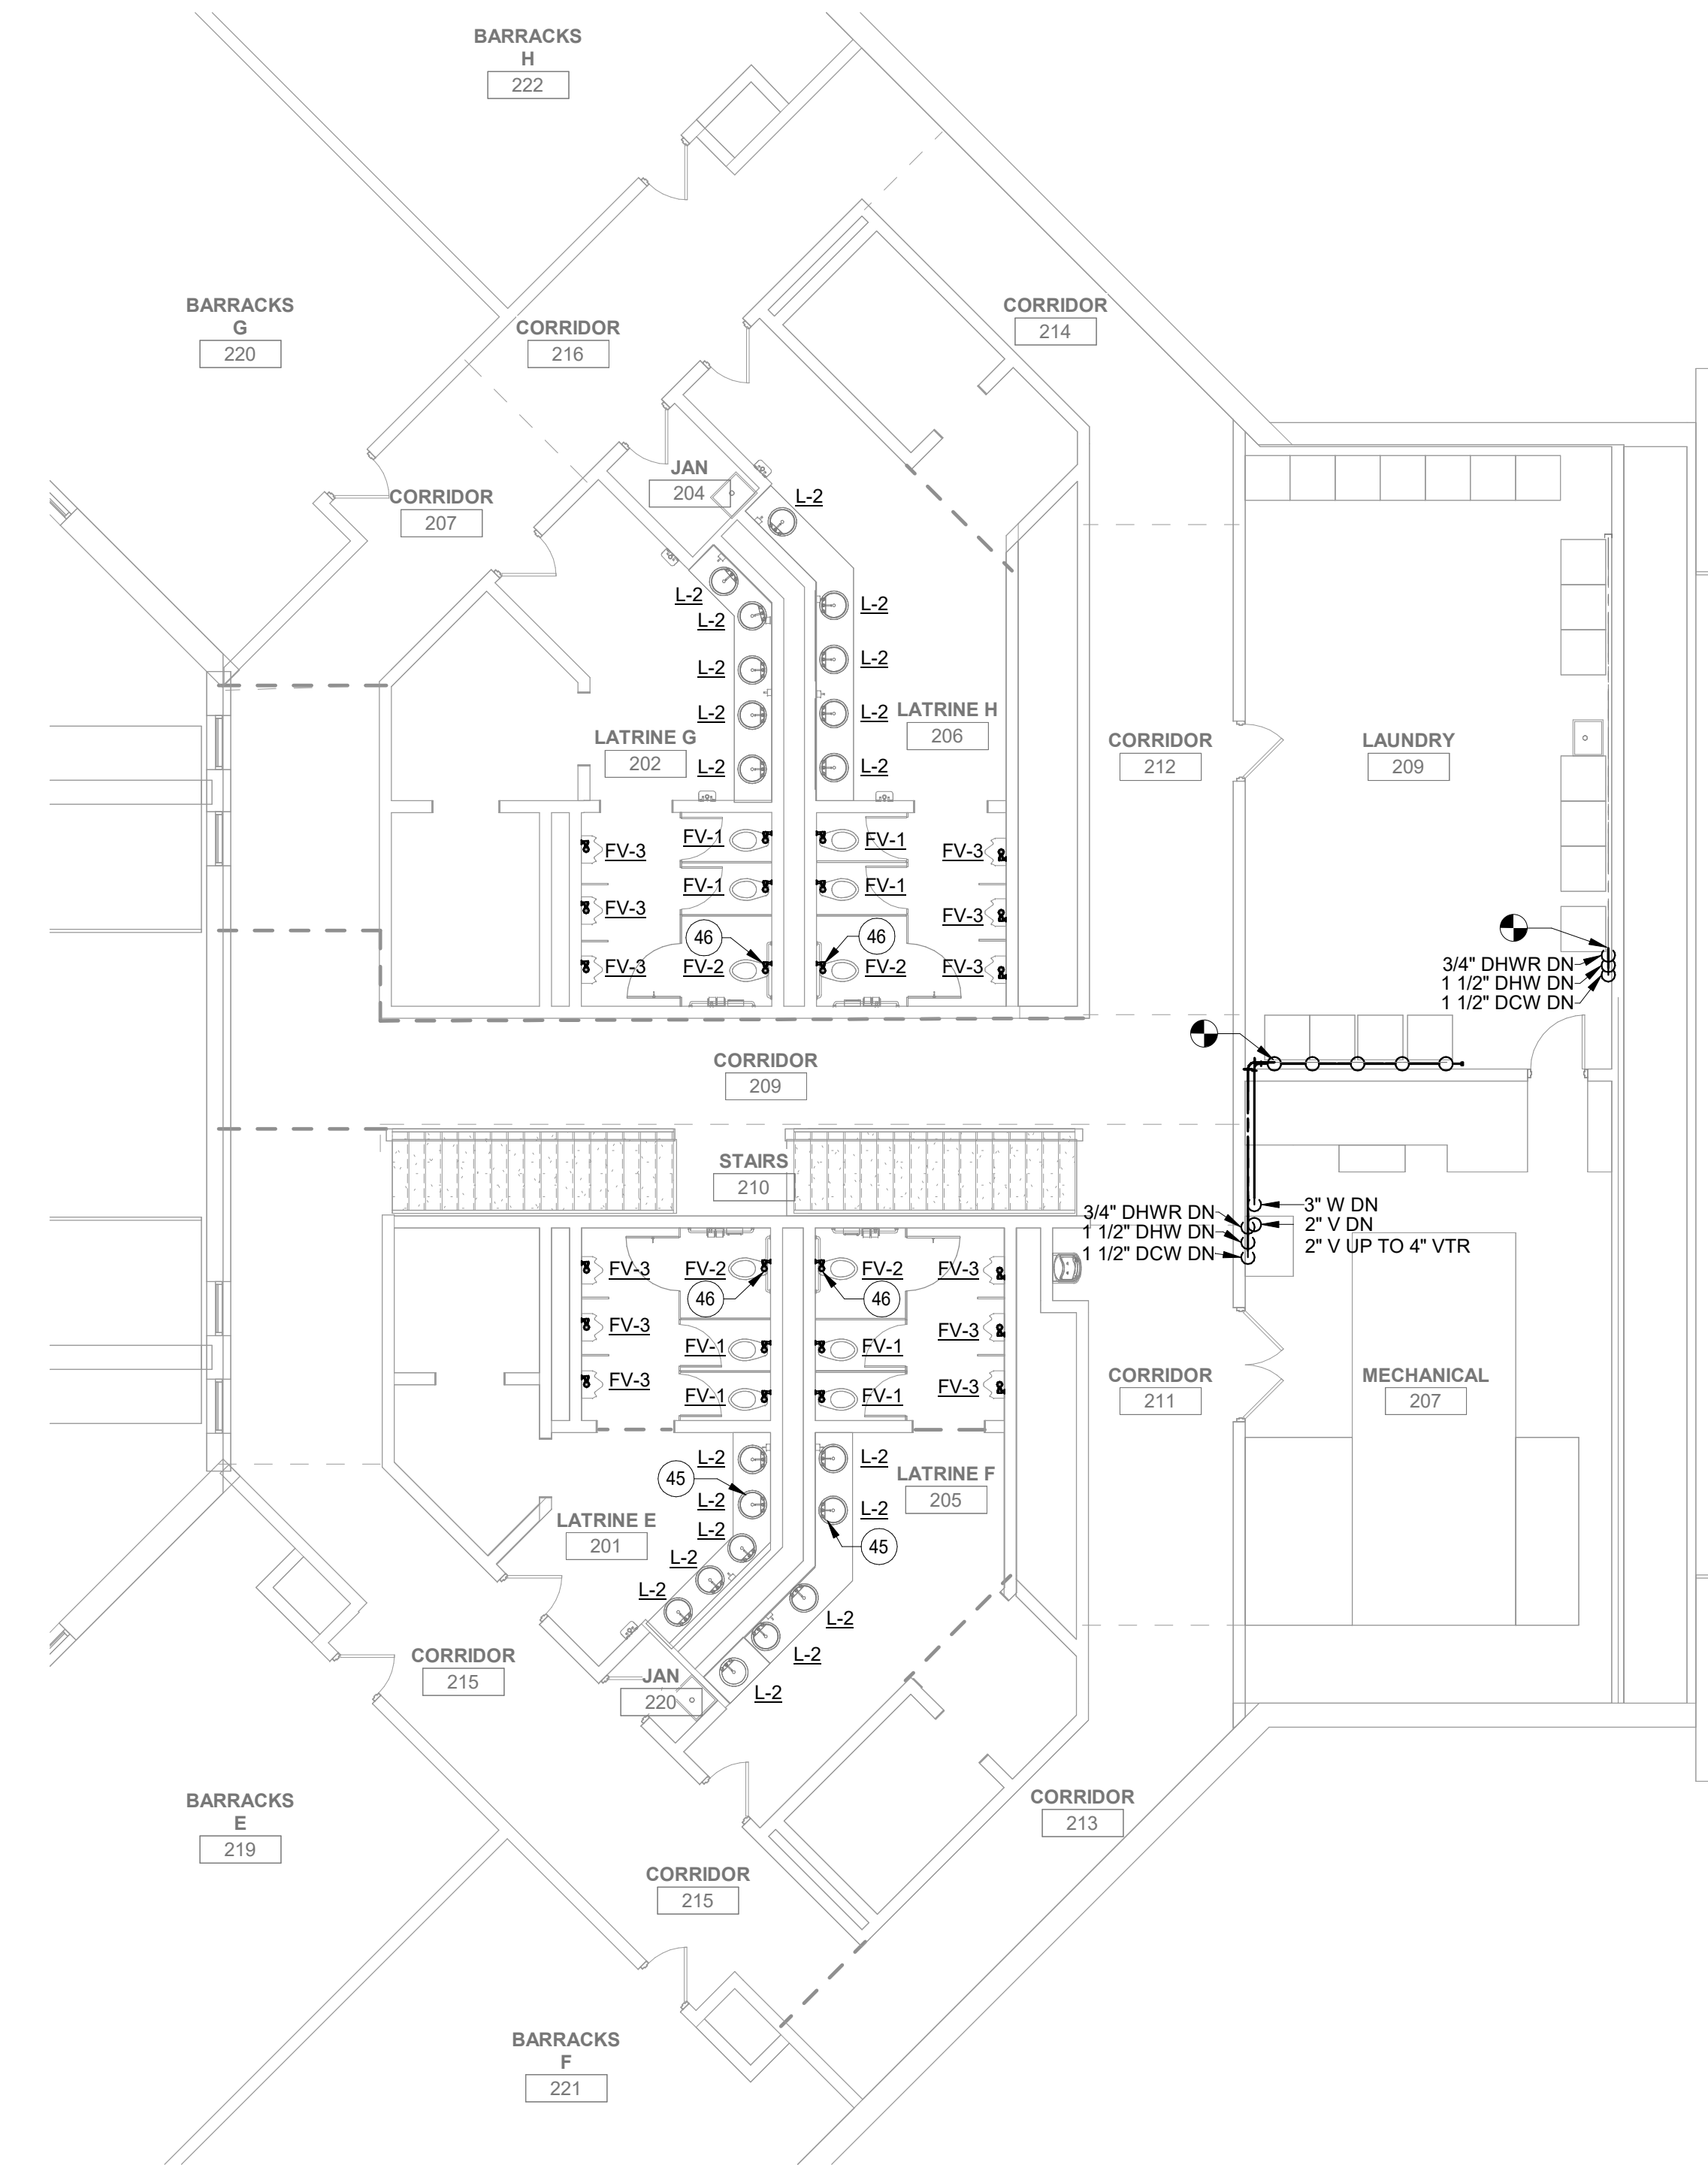 BARRACKS
H
222
BARRACKS
G
220
CORRIDOR
216
CORRIDOR
214
CORRIDOR
207
JAN
204
L-2
L-2
L-2
L-2
L-2
L-2
L-2
L-2
L-2
L-2
LATRINE G
202
LATRINE H
206
CORRIDOR
212
LAUNDRY
209
FV-3
FV-1
FV-1
FV-3
FV-3
FV-1
FV-1
FV-3
46
46
FV-3
FV-2
FV-2
FV-3
3/4" DHWR DN
1 1/2" DHW DN
1 1/2" DCW DN
CORRIDOR
209
STAIRS
210
3/4" DHWR DN
1 1/2" DHW DN
1 1/2" DCW DN
3" W DN
2" V DN
2" V UP TO 4" VTR
FV-3
FV-2
FV-2
FV-3
46
46
FV-3
FV-1
FV-1
FV-3
FV-3
FV-1
FV-1
FV-3
CORRIDOR
211
MECHANICAL
207
L-2
L-2
45
L-2
L-2
45
L-2
L-2
L-2
L-2
L-2
L-2
LATRINE E
201
LATRINE F
205
CORRIDOR
215
JAN
220
BARRACKS
E
219
CORRIDOR
213
CORRIDOR
215
BARRACKS
F
221